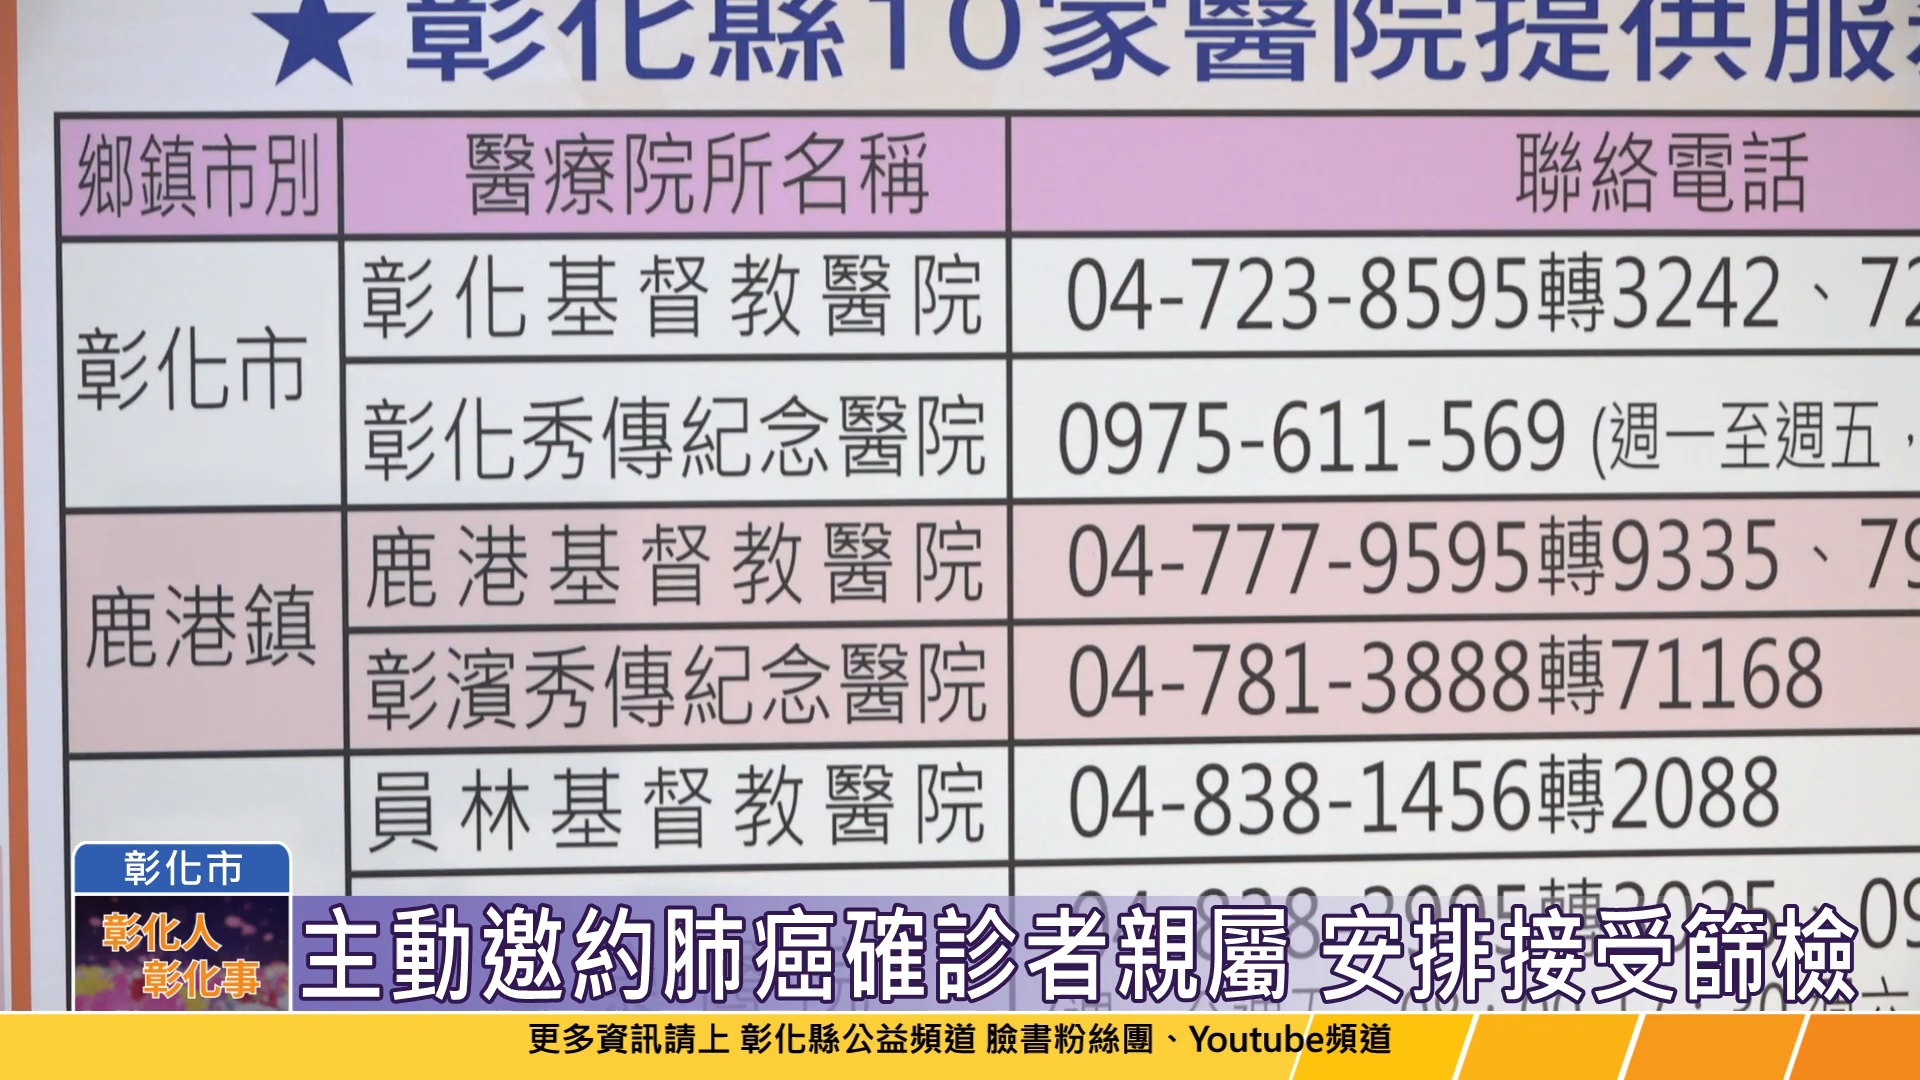 ★彰化縣10家醫院提供服
鄉鎮市別 醫療院所名稱 聯絡電話
彰化市
彰化基督教醫院 04-723-8595轉3242、72
彰化秀傳紀念醫院 0975-611-569 (週一至週五,
鹿港鎮
鹿港基督教醫院 04-777-9595轉9335、79
彰濱秀傳紀念醫院 04-781-3888轉71168
員林基督教醫院 04-838-1456轉2088
彰化市
彰化人
彰化事
主動邀約肺癌確診者親屬 安排接受篩檢
更多資訊請上 彰化縣公益頻道 臉書粉絲團、Youtube頻道